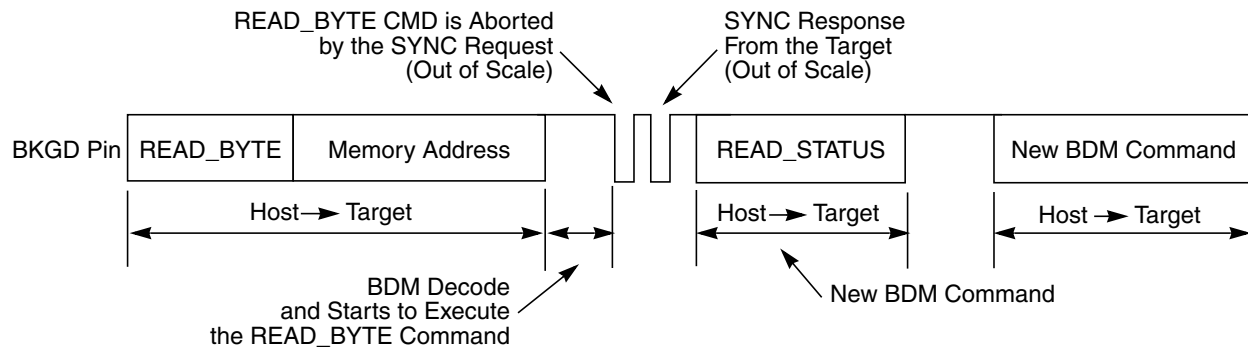 READ_BYTE CMD is Aborted
by the SYNC Request
(Out of Scale)
SYNC Response
From the Target
(Out of Scale)
BKGD Pin
READ_BYTE
Memory Address
READ_STATUS
New BDM Command
Host Target
Host Target
Host Target
BDM Decode
and Starts to Execute
the READ_BYTE Command
New BDM Command